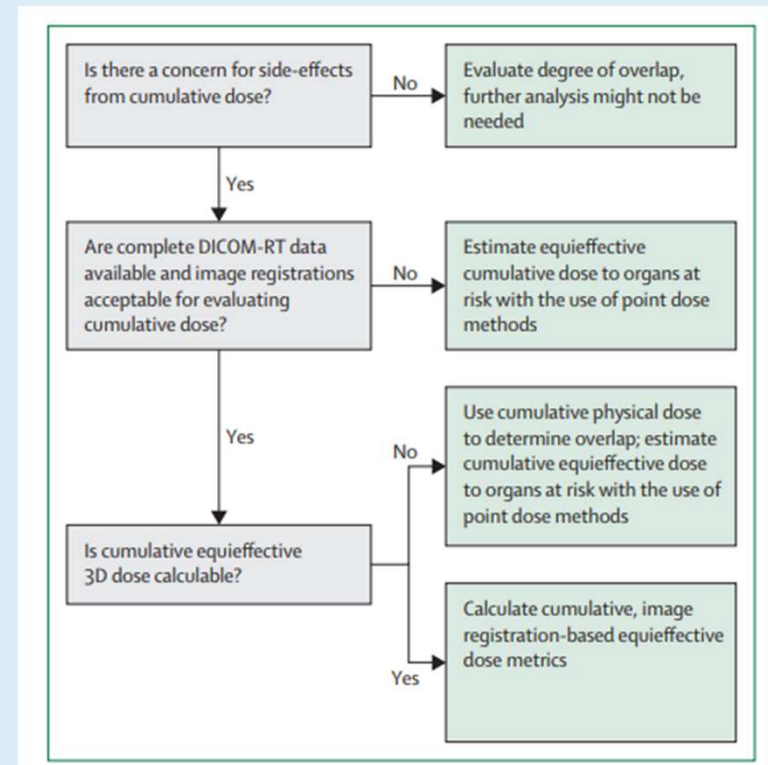 Is there a concern for side-effects
from cumulative dose?
No
Evaluate degree of overlap,
further analysis might not be
needed
Yes
Are complete DICOM-RT data
available and image registrations
acceptable for evaluating
cumulative dose?
No
Estimate equieffective
cumulative dose to organs at
risk with the use of point dose
methods
Yes
Is cumulative equieffective
3D dose calculable?
No
Use cumulative physical dose
to determine overlap; estimate
cumulative equieffective dose
to organs at risk with the use of
point dose methods
Yes
Calculate cumulative, image
registration-based equieffective
dose metrics